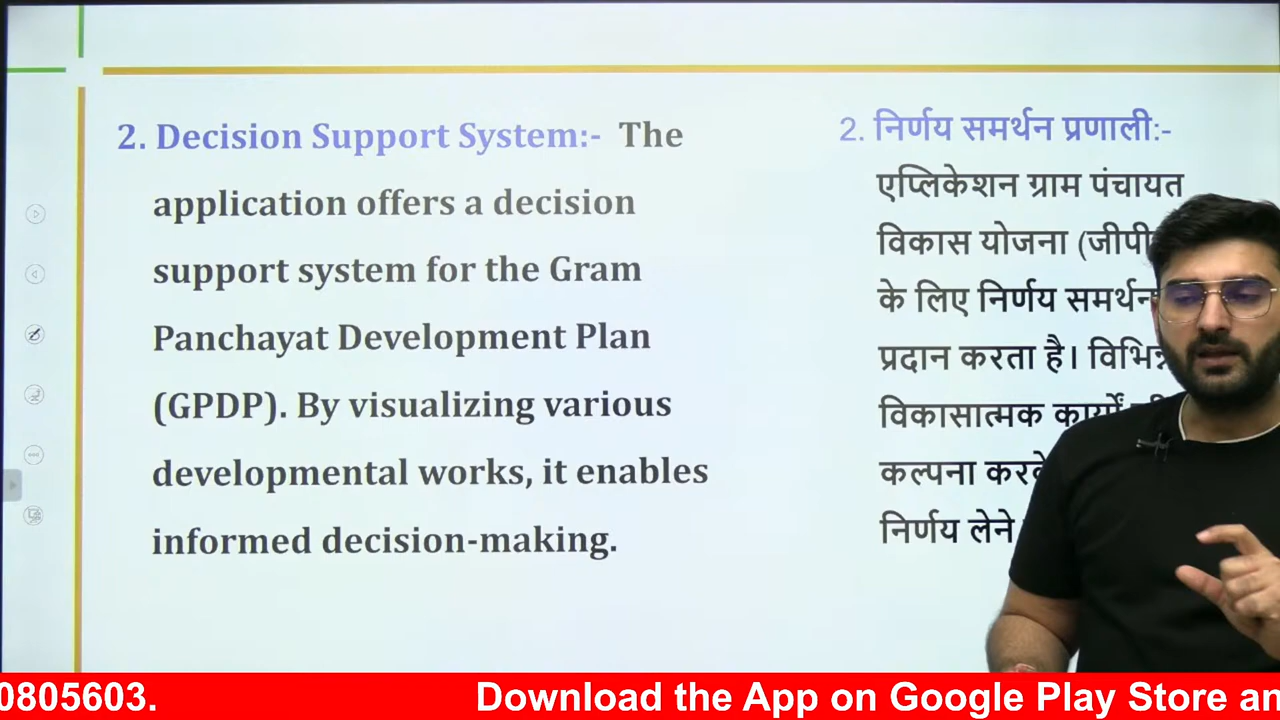 2. Decision Support System:- The
application offers a decision
support system for the Gram
Panchayat Development Plan
(GPDP). By visualizing various
developmental works, it enables
informed decision-making.
2. निर्णय समर्थन प्रणाली:-
एप्लिकेशन ग्राम पंचायत
विकास योजना
के लिए निर्णय समर्थन
प्रदान करता है। विभिन्न
विकासात्मक कार्यों
कल्पना करके
निर्णय लेने
0805603.
Download the App on Google Play Store